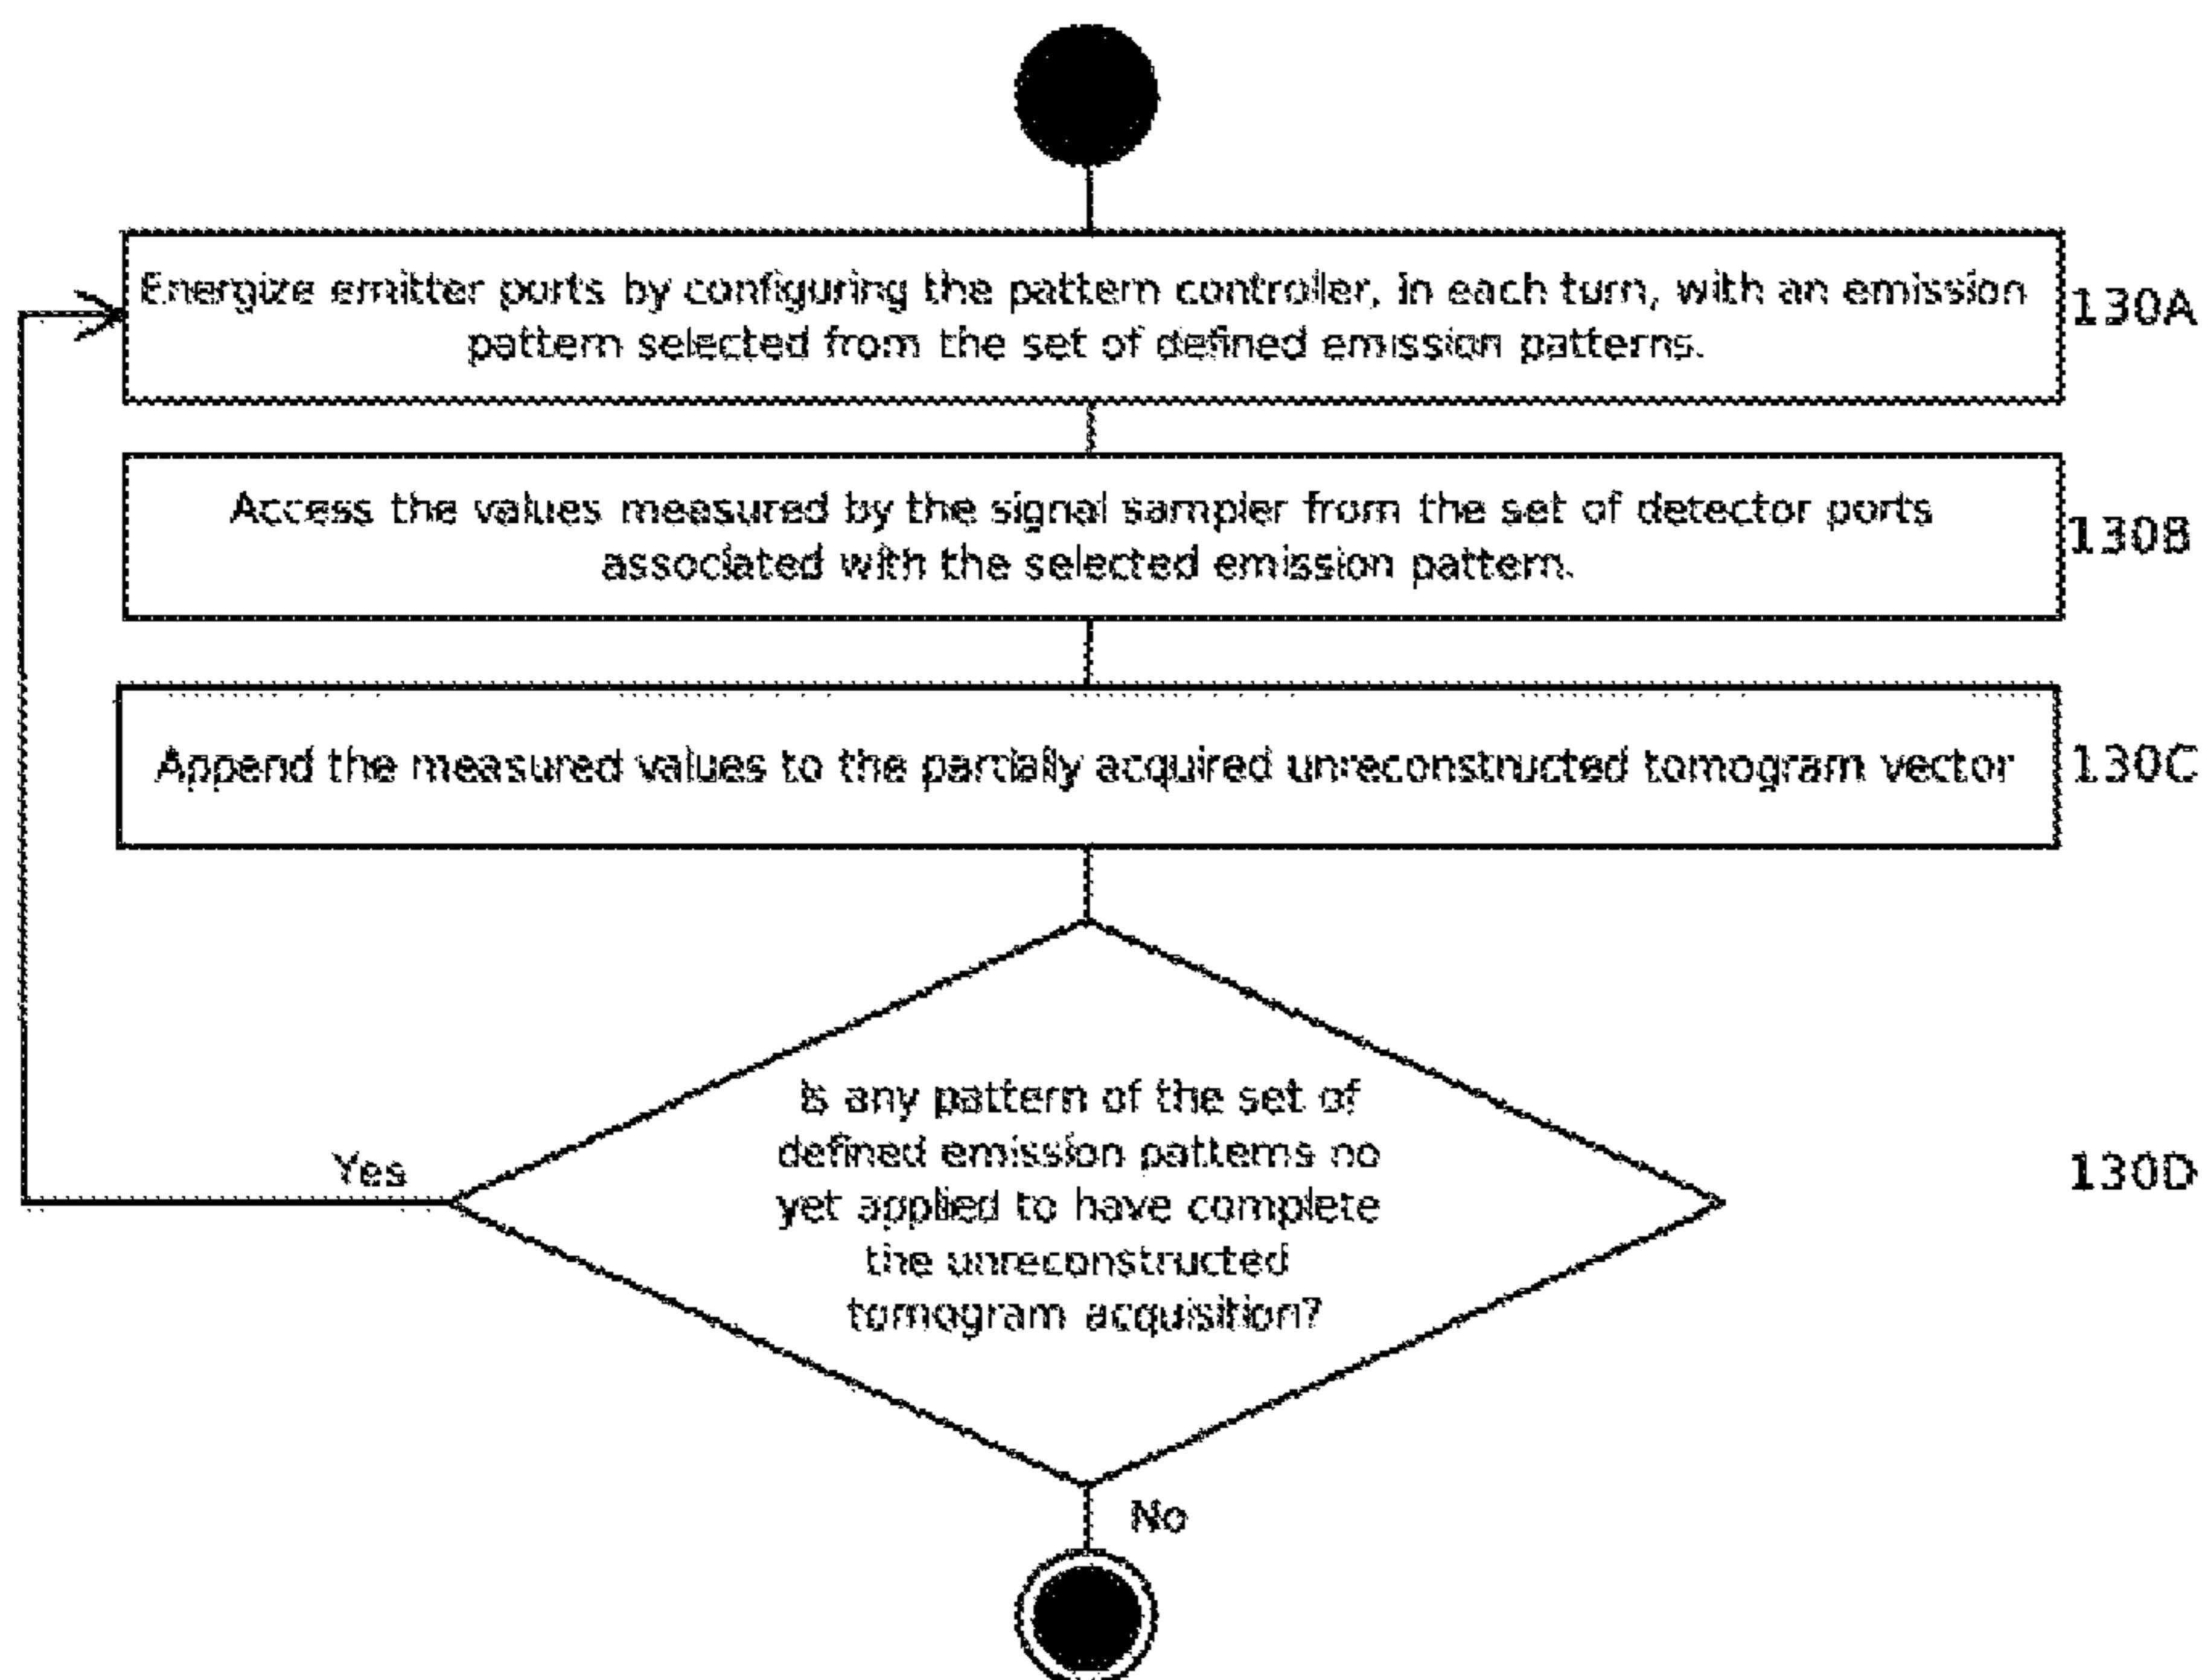 Energize emitter ports by configuring the pattern controller, in each turn, with an emission
pattern selected from the set of defined emission patterns.
130A
Access the values measured by the signal sampler from the set of detector ports
associated with the selected emission pattern.
130B
Append the measured values to the partially acquired unreconstructed tomogram vector
130C
Is any pattern of the set of
defined emission patterns no
yet applied to have complete
the unreconstructed
tomogram acquisition?
130D
Yes
No